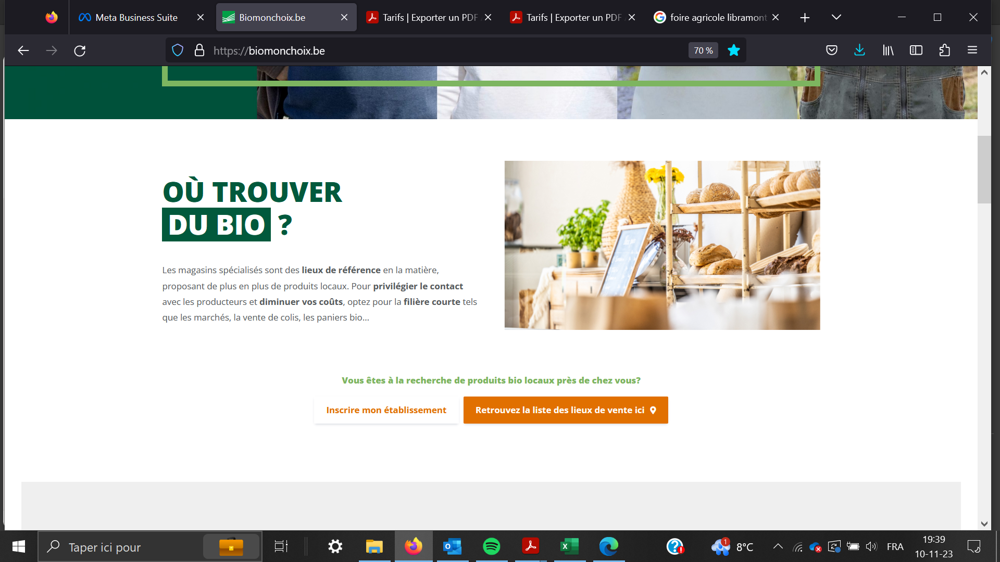 Meta Business Suite
Biomonchoix.be
Tarifs | Exporter un PDF
Tarifs | Exporter un PDF
foire agricole libramont
https://biomonchoix.be
70 %
OÙ TROUVER
DU BIO ?
Les magasins spécialisés sont des lieux de référence en la matière,
proposant de plus en plus de produits locaux. Pour privilégier le contact
avec les producteurs et diminuer vos coûts, optez pour la filière courte tels
que les marchés, la vente de colis, les paniers bio...
Vous êtes à la recherche de produits bio locaux près de chez vous?
Inscrire mon établissement
Retrouvez la liste des lieux de vente ici
Taper ici pour
1
8°C
FRA
19:39
10-11-23